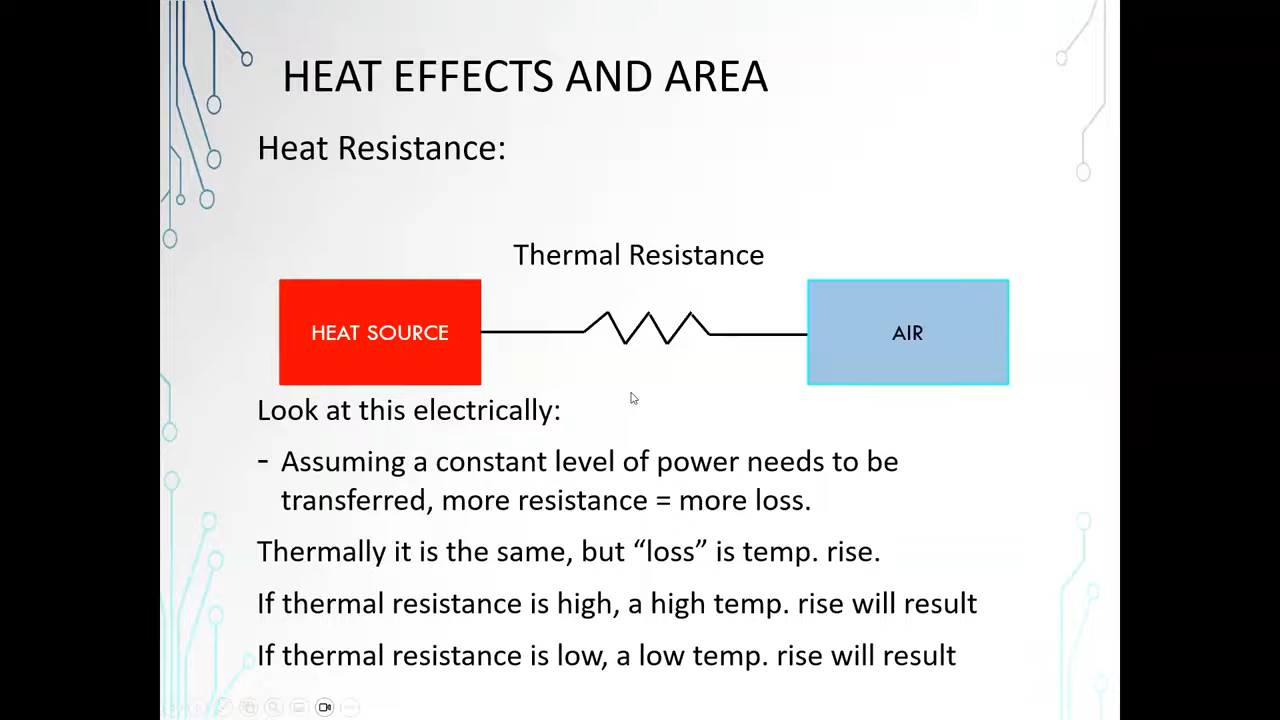 HEAT EFFECTS AND AREA
Heat Resistance:
Thermal Resistance
HEAT SOURCE
AIR
Look at this electrically:
- Assuming a constant level of power needs to be
transferred, more resistance = more loss.
Thermally it is the same, but “loss” is temp. rise.
If thermal resistance is high, a high temp. rise will result
If thermal resistance is low, a low temp. rise will result